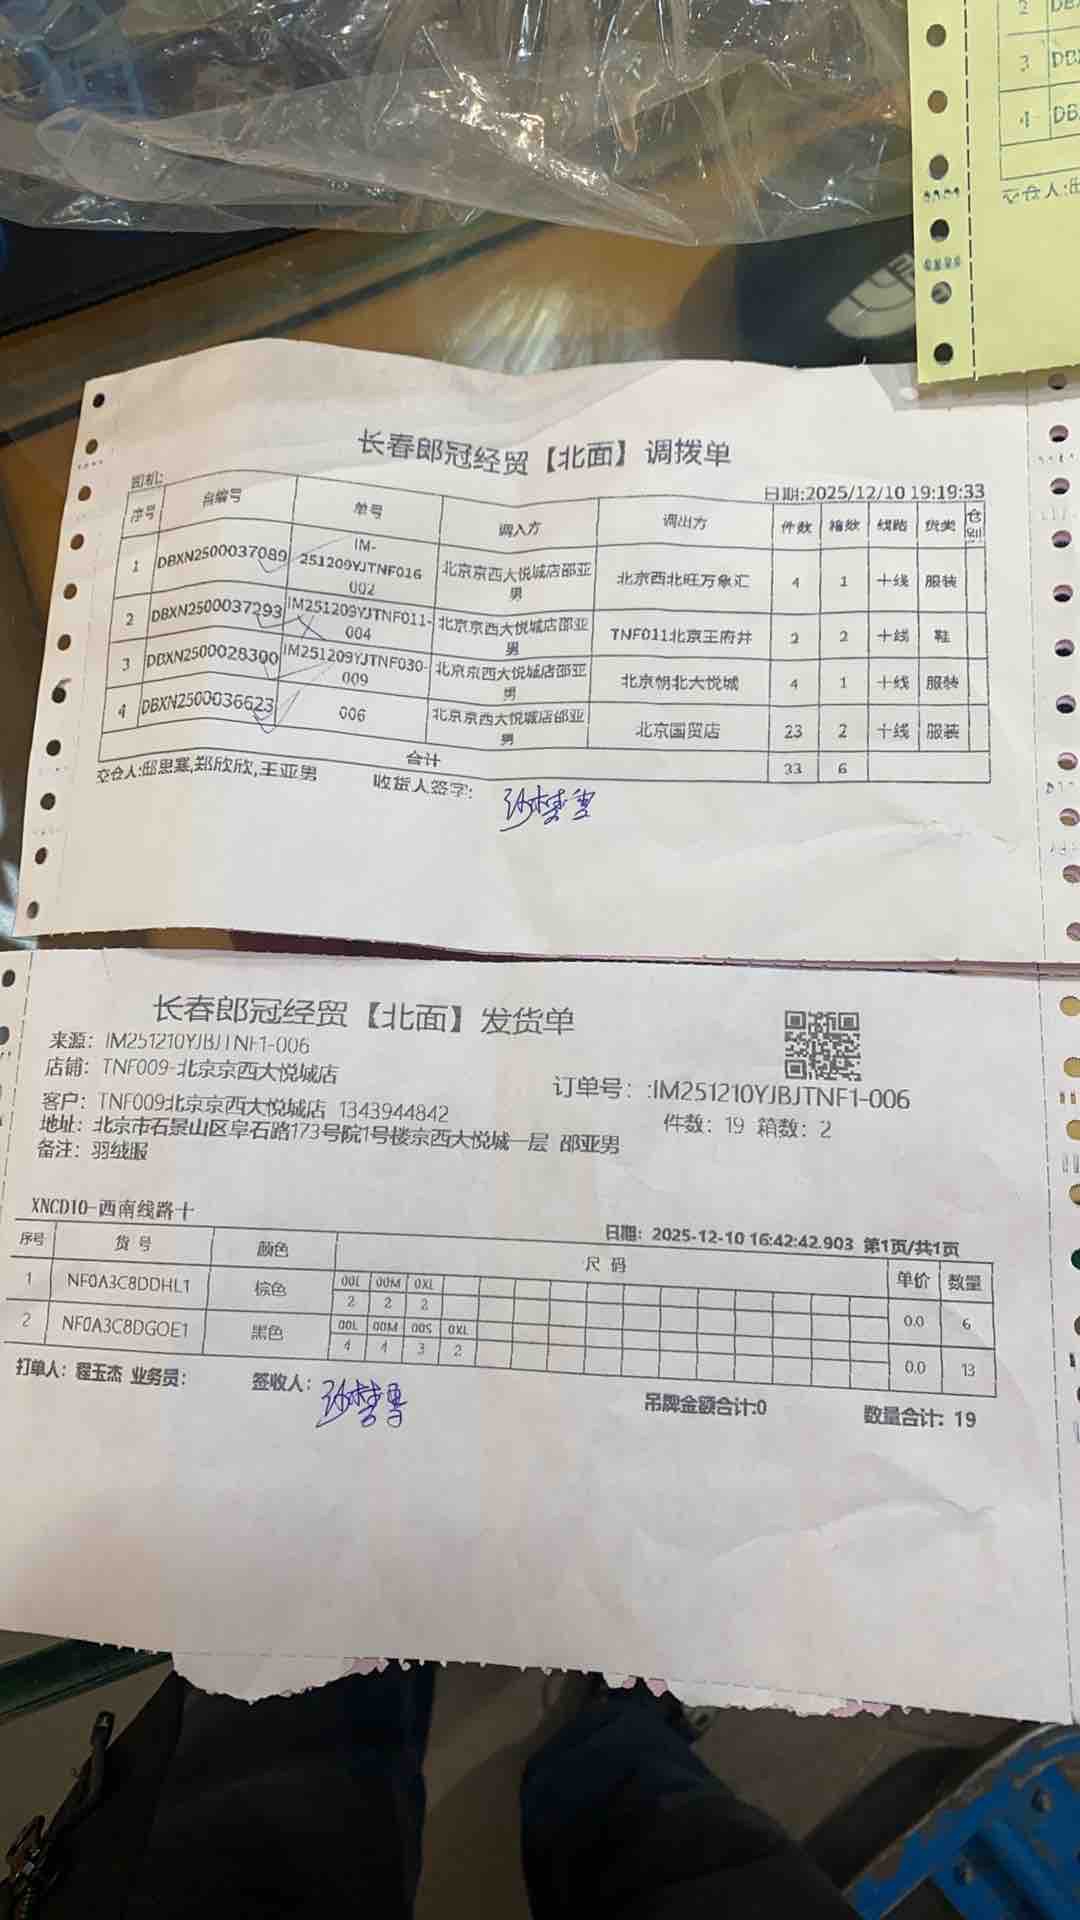 2 DBX
3 DBX
4 DBX
交仓人:邸
长春郎冠经贸【北面】调拨单
司机:
日期:2025/12/10 19:19:33
序号 自编号 单号 调入方 调出方 件数 箱数 线路 货类 仓别
1 DBXN2500037089 IM-251209YJTNF016002 北京京西大悦城店邵亚男 北京西北旺万象汇 4 1 十线 服装
2 DBXN2500037293 IM251209YJTNF011-004 北京京西大悦城店邵亚男 TNF011北京王府井 2 2 十线 鞋
3 DBXN2500028300 IM251209YJTNF030-009 北京京西大悦城店邵亚男 北京朝北大悦城 4 1 十线 服装
4 DBXN2500036623 006 北京京西大悦城店邵亚男 北京国贸店 23 2 十线 服装
合计 33 6
交仓人:邸思寒,郑欣欣,王亚男 收货人签字:
长春郎冠经贸【北面】发货单
来源: IM251210YJBJTNF1-006
店铺: TNF009-北京京西大悦城店
订单号: :IM251210YJBJTNF1-006
客户: TNF009北京京西大悦城店 1343944842
件数: 19 箱数: 2
地址: 北京市石景山区阜石路173号院1号楼京西大悦城一层 邵亚男
备注: 羽绒服
XNCD10-西南线路十
日期: 2025-12-10 16:42:42.903 第1页/共1页
序号 货号 颜色 尺码 单价 数量
1 NF0A3C8DDHL1 棕色 00L 00M 0XL 0.0 6
2 2 2
2 NF0A3C8DGOE1 黑色 00L 00M 00S 0XL 0.0 13
4 4 3 2
打单人: 程玉杰 业务员: 签收人: 吊牌金额合计:0 数量合计: 19